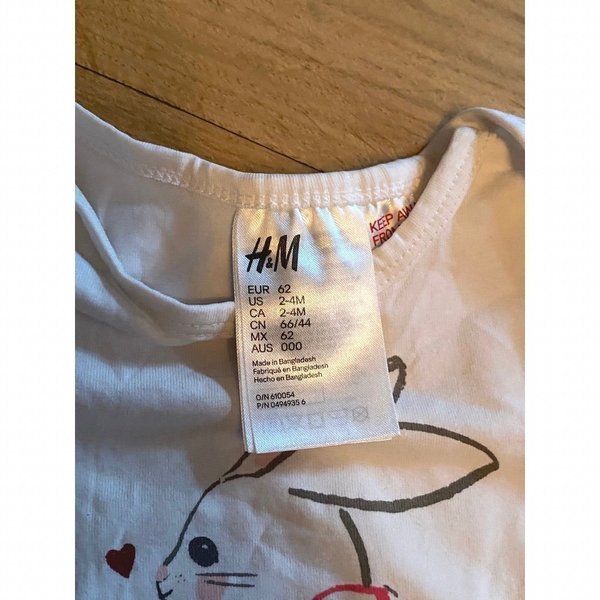 H&M
EUR 62
US 2-4M
CA 2-4M
CN 66/44
MX 62
AUS 000
Made in Bangladesh
Fabriqué en Bangladesh
Hecho en Bangladesh
O/N 610054
P/N 0494935 6
KEEP